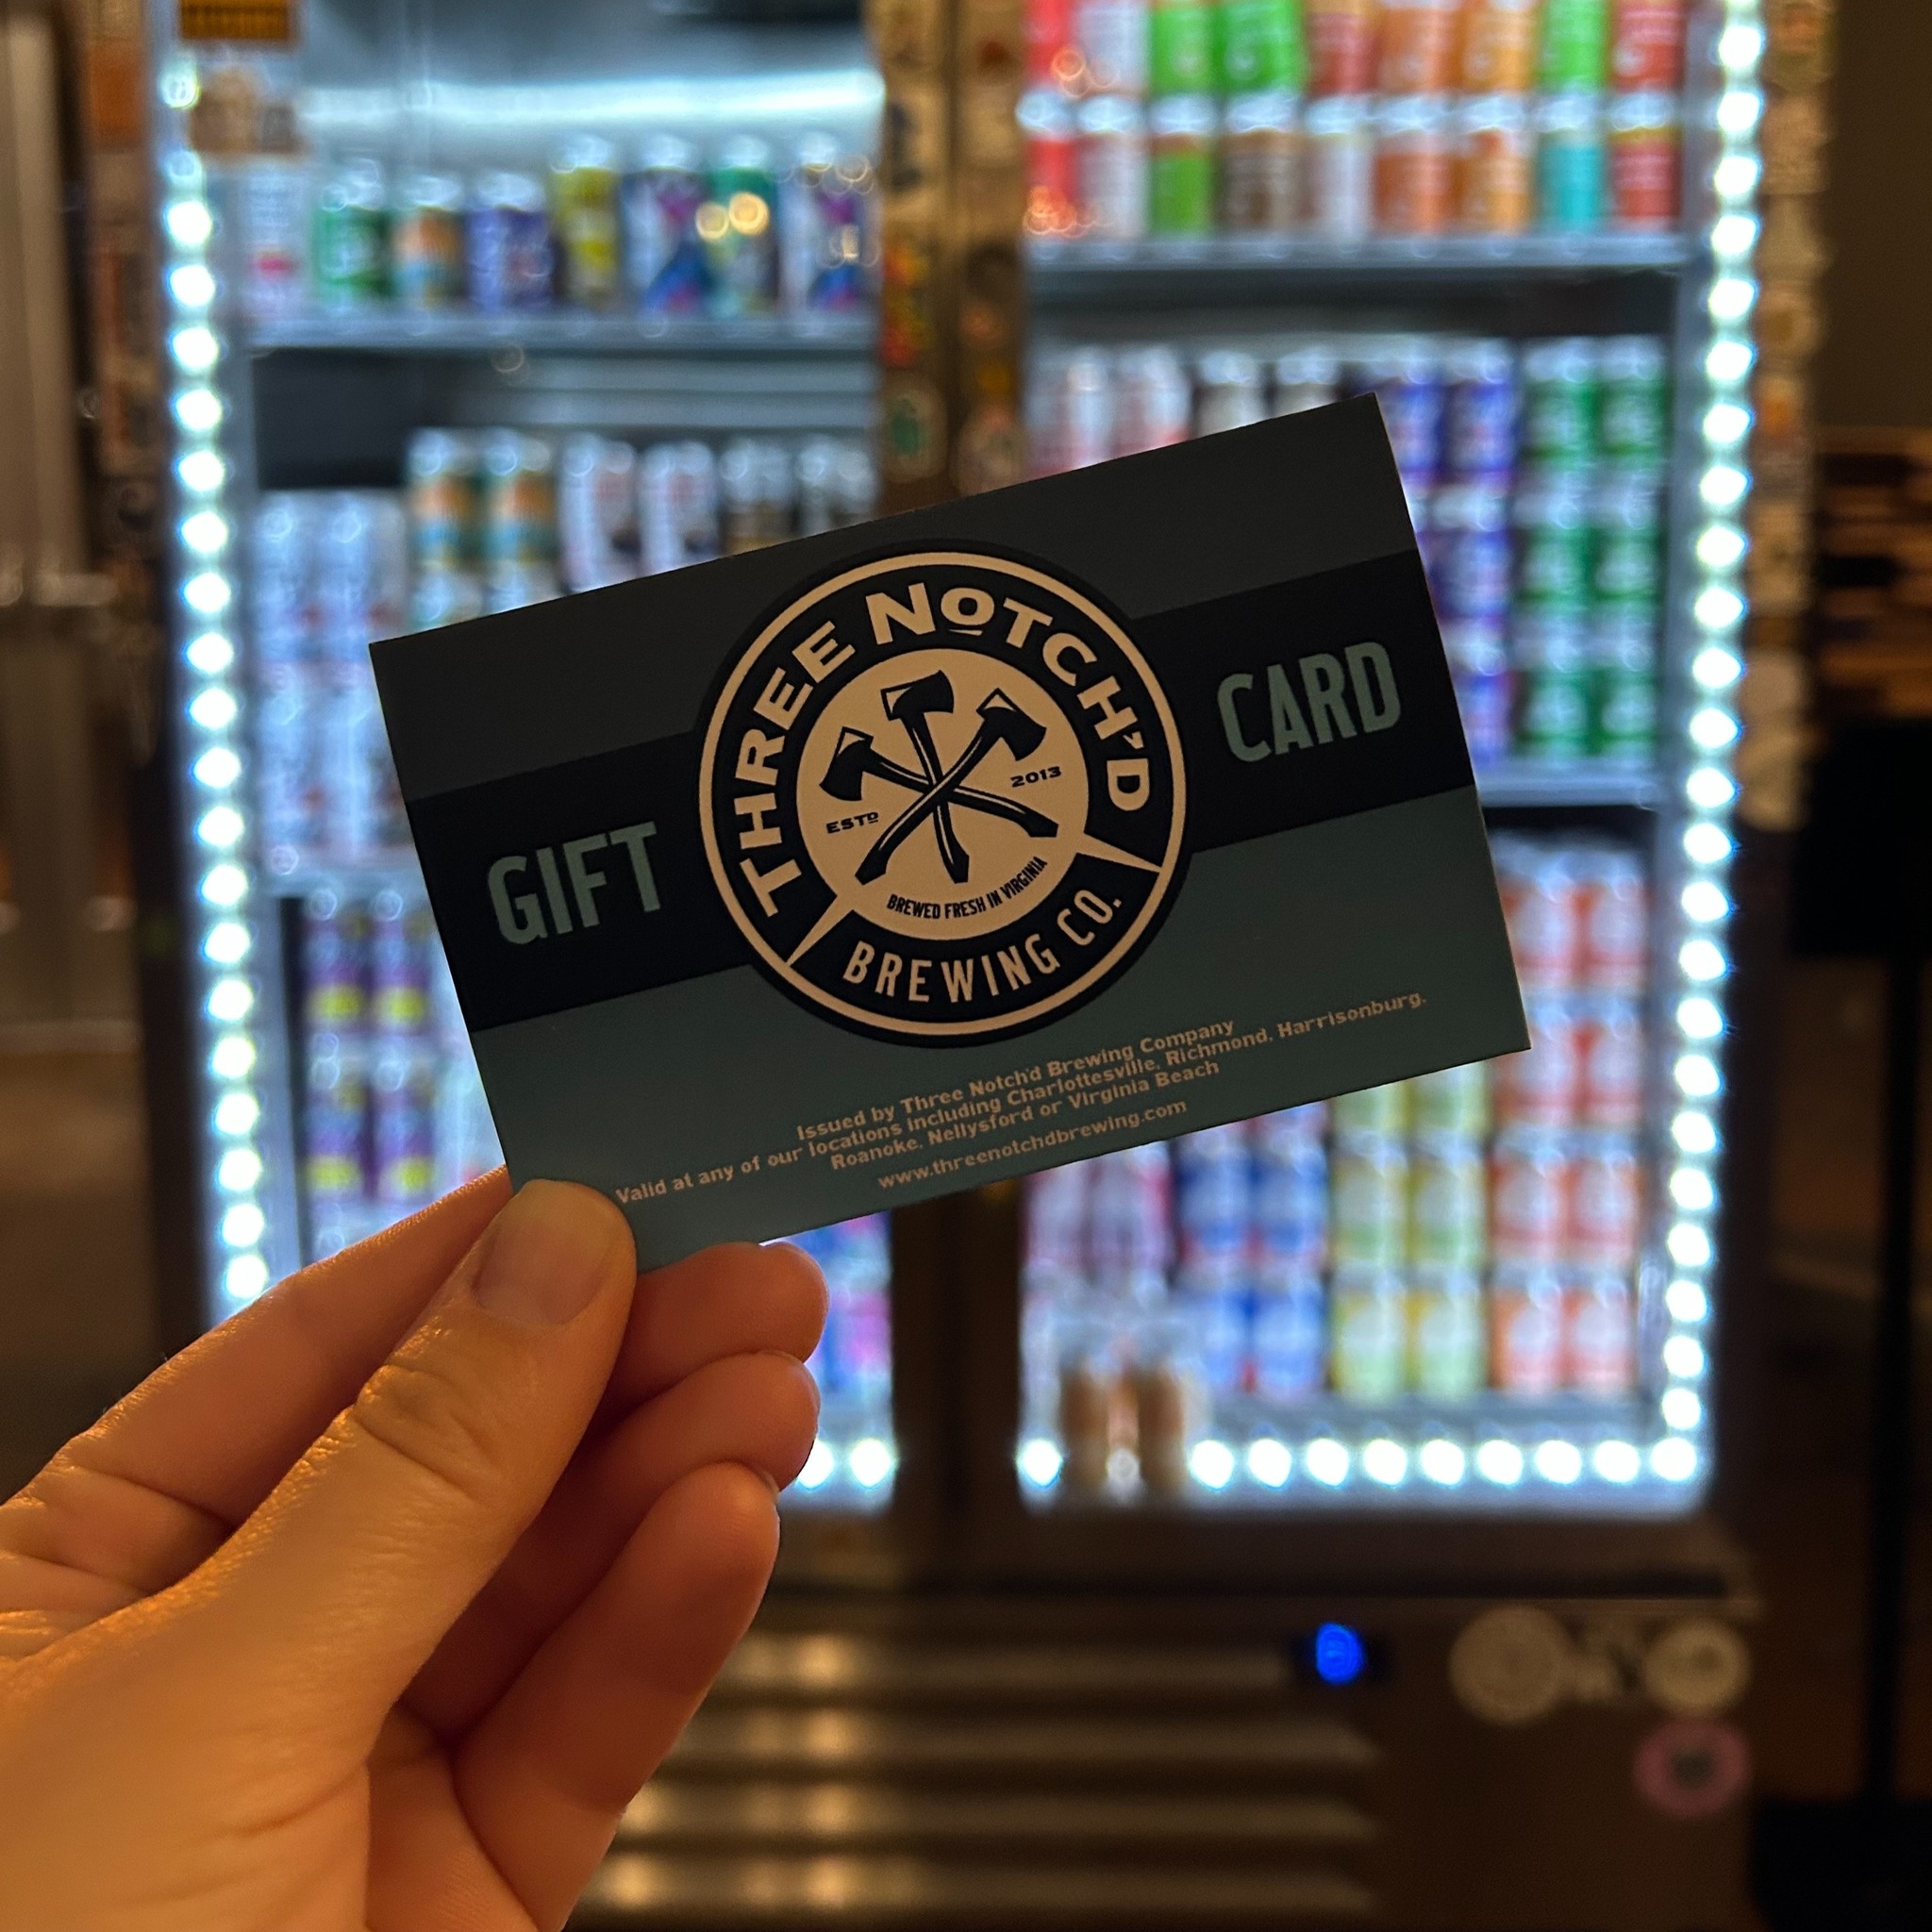 GIFT
CARD
THREE NOTCH'D
BREWING CO.
ESTD
2013
BREWED FRESH IN VIRGINIA
Issued by Three Notch'd Brewing Company
Valid at any of our locations including Charlottesville, Richmond, Harrisonburg,
Roanoke, Nellysford or Virginia Beach
www.threenotchdbrewing.com